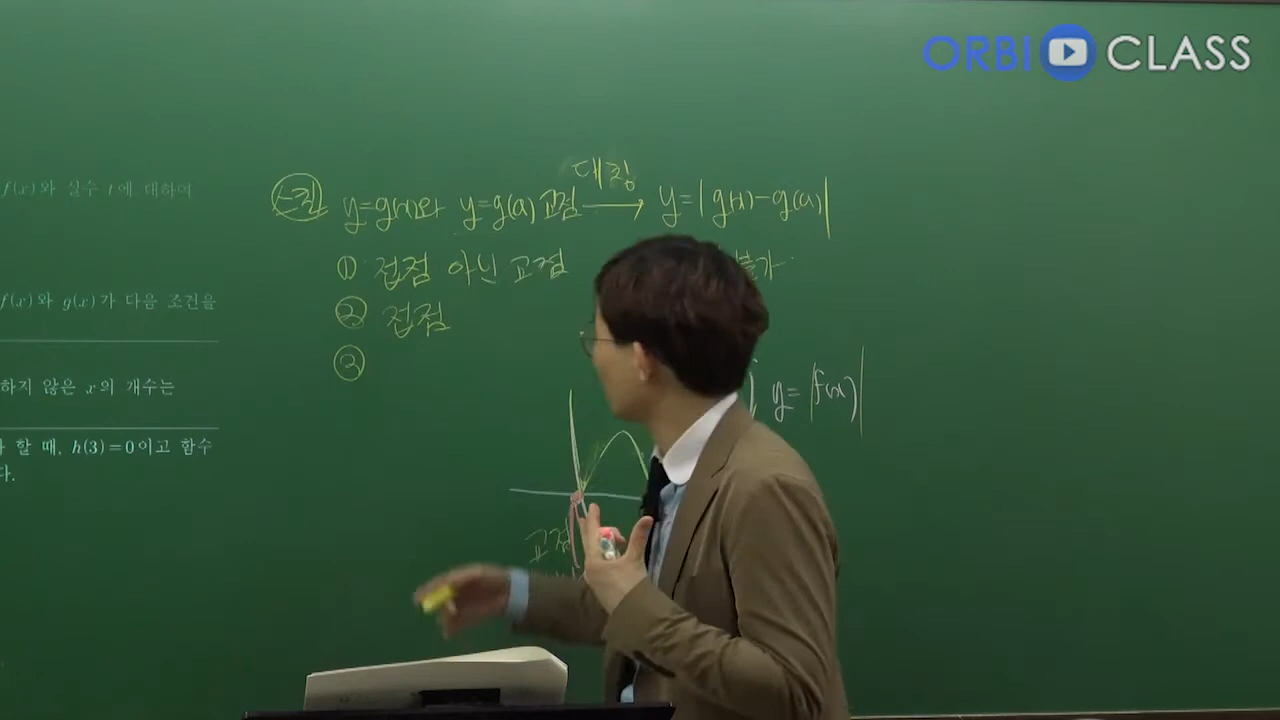 ORBI CLASS
f(x)와 실수 t에 대하여
f(x)와 g(x)가 다음 조건을
하지 않은 x의 개수는
할 때, h(3)=0이고 함수
다.
대칭
y=g(x)와 y=g(a) 교점 → y=|g(x)-g(a)|
① 접점 아닌 교점
불가
② 접점
③
y=|f(x)|
교점